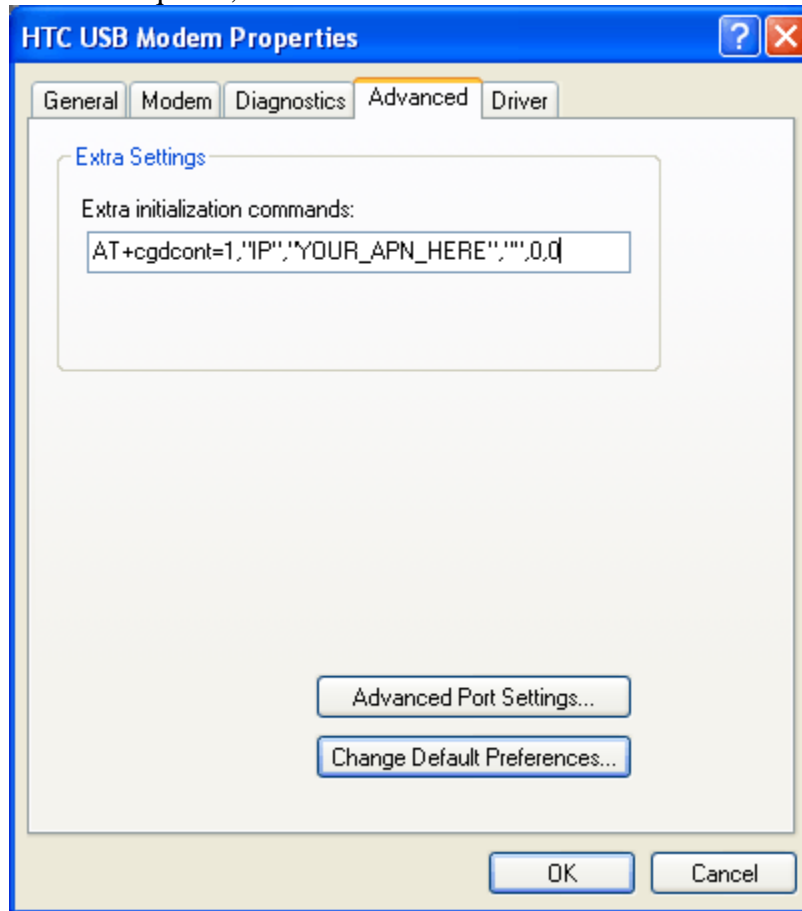 HTC USB Modem Properties
General Modem Diagnostics Advanced Driver
Extra Settings
Extra initialization commands:
AT+cgdcont=1,"IP","YOUR_APN_HERE","",0,0
Advanced Port Settings...
Change Default Preferences...
OK Cancel